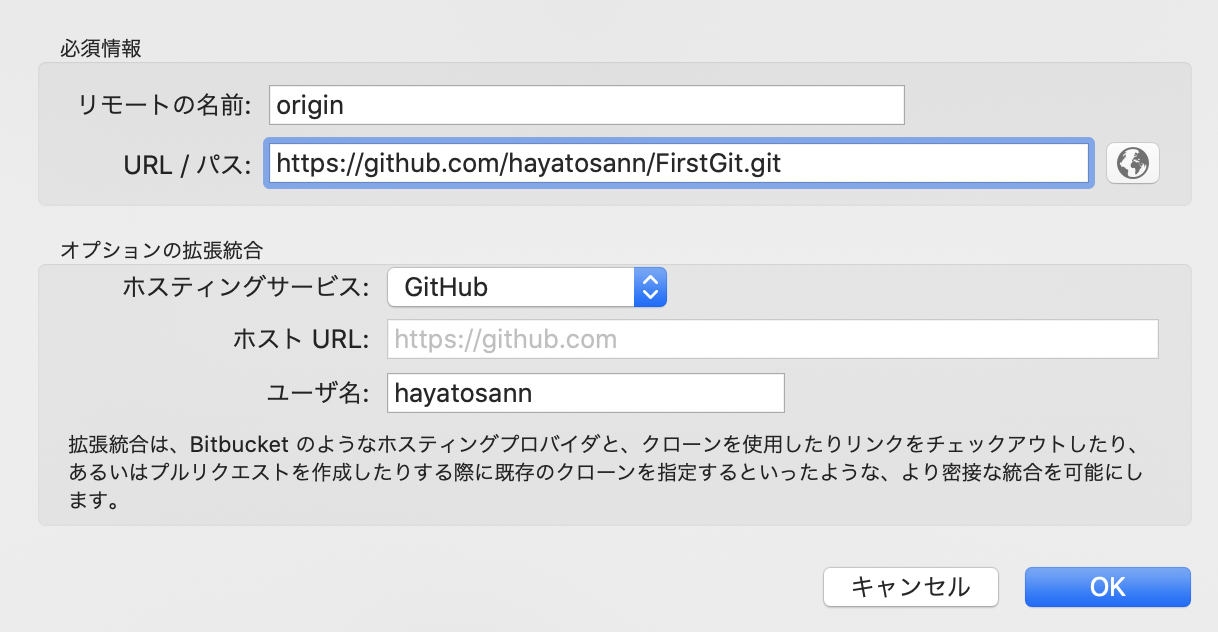 必須情報
リモートの名前: origin
URL / パス: https://github.com/hayatosann/FirstGit.git
オプションの拡張統合
ホスティングサービス: GitHub
ホスト URL: https://github.com
ユーザ名: hayatosann
拡張統合は、Bitbucket のようなホスティングプロバイダと、クローンを使用したりリンクをチェックアウトしたり、
あるいはプルリクエストを作成したりする際に既存のクローンを指定するといったような、より密接な統合を可能にし
ます。
キャンセル OK